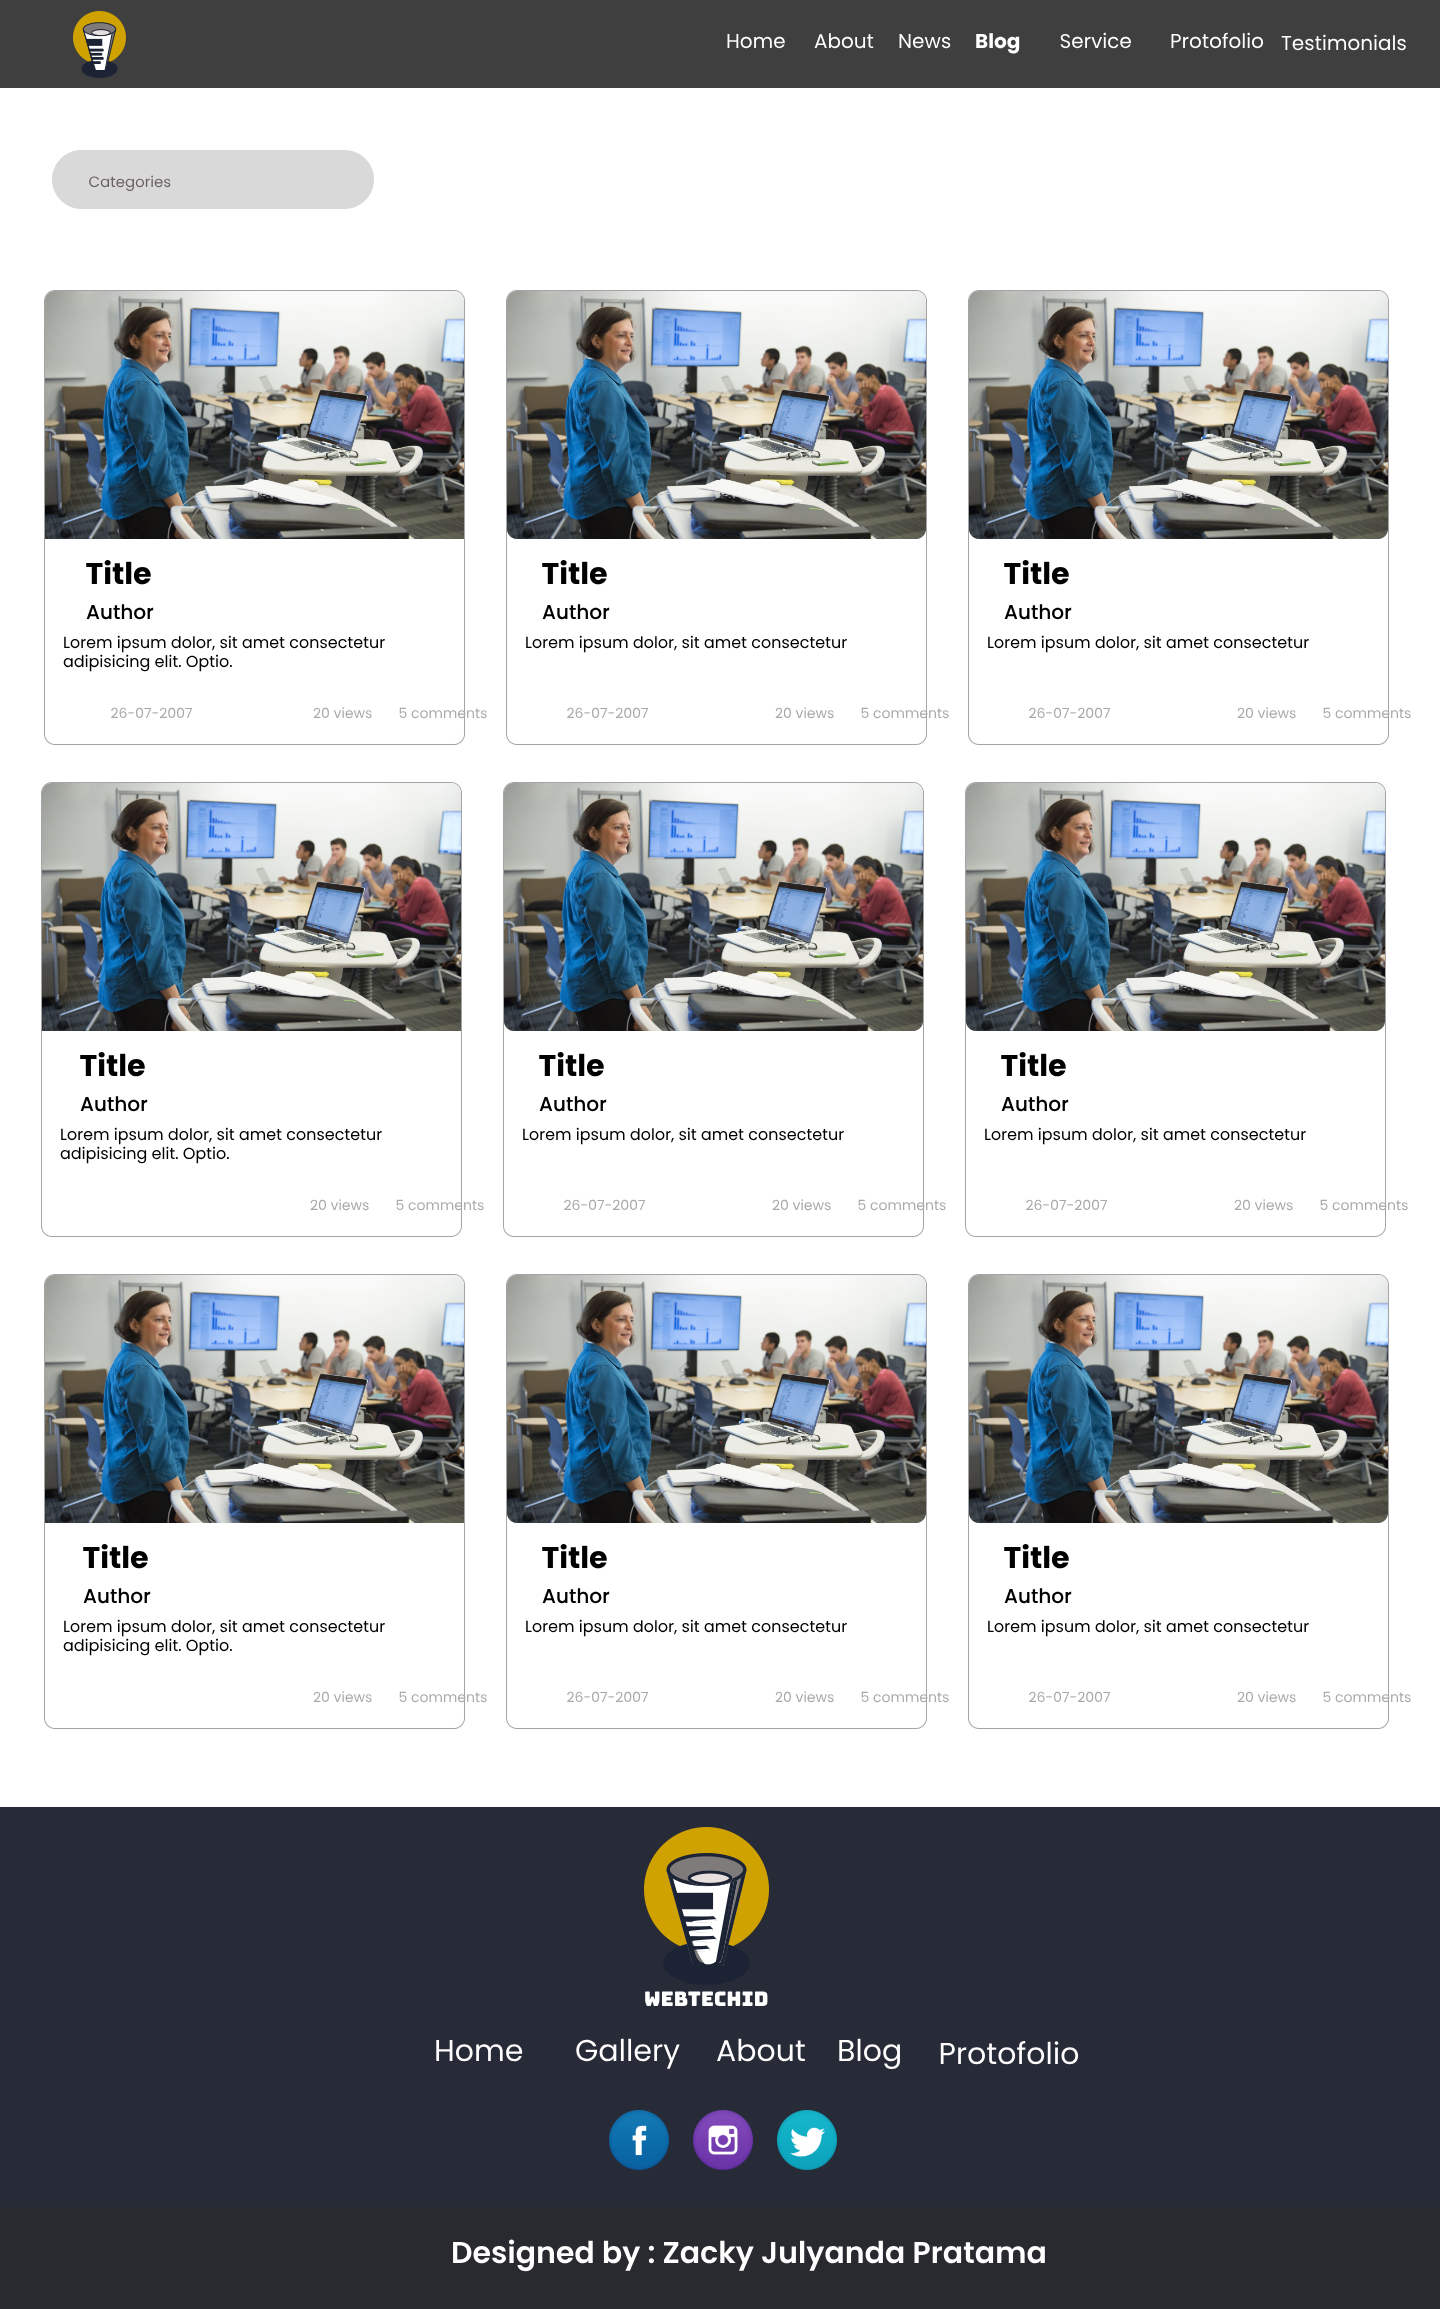 Home About News Blog Service Protofolio Testimonials
Categories
Title Title Title
Author Author Author
Lorem ipsum dolor, sit amet consectetur Lorem ipsum dolor, sit amet consectetur Lorem ipsum dolor, sit amet consectetur
adipisicing elit. Optio.
26-07-2007 20 views 5 comments 26-07-2007 20 views 5 comments 26-07-2007 20 views 5 comments
Title Title Title
Author Author Author
Lorem ipsum dolor, sit amet consectetur Lorem ipsum dolor, sit amet consectetur Lorem ipsum dolor, sit amet consectetur
adipisicing elit. Optio.
20 views 5 comments 26-07-2007 20 views 5 comments 26-07-2007 20 views 5 comments
Title Title Title
Author Author Author
Lorem ipsum dolor, sit amet consectetur Lorem ipsum dolor, sit amet consectetur Lorem ipsum dolor, sit amet consectetur
adipisicing elit. Optio.
20 views 5 comments 26-07-2007 20 views 5 comments 26-07-2007 20 views 5 comments
WEBTECHID
Home Gallery About Blog Protofolio
Designed by : Zacky Julyanda Pratama